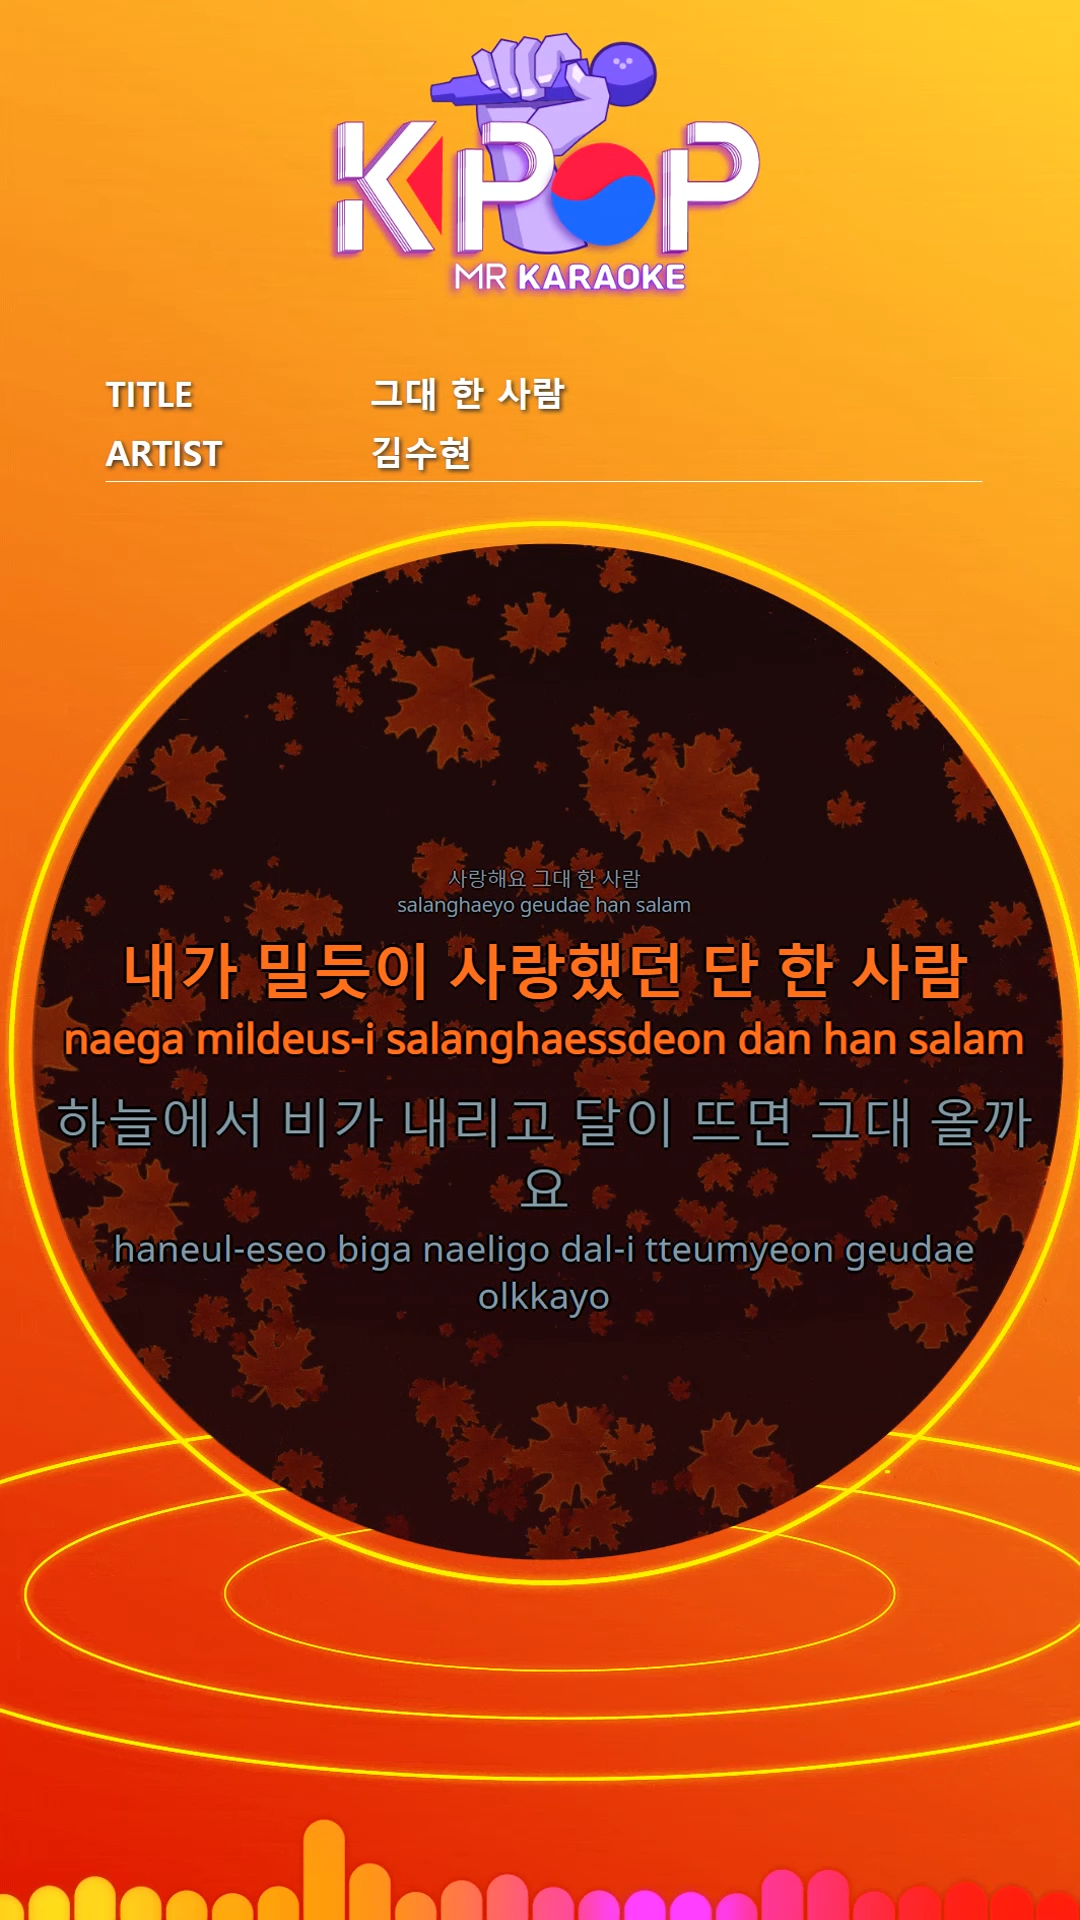 KPOP
MR KARAOKE
TITLE 그대 한 사람
ARTIST 김수현
사랑해요 그대 한 사람
salanghaeyo geudae han salam
내가 밀듯이 사랑했던 단 한 사람
naega mildeus-i salanghaessdeon dan han salam
하늘에서 비가 내리고 달이 뜨면 그대 올까
요
haneul-eseo biga naeligo dal-i tteumyeon geudae
olkkayo